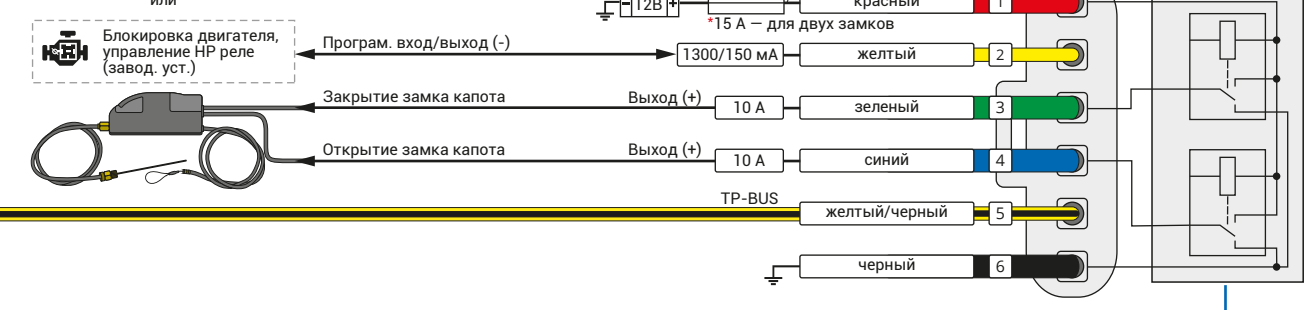 или
12В
красный
1
*15 А — для двух замков
Блокировка двигателя,
управление НР реле
(завод. уст.)
Програм. вход/выход (-)
1300/150 мА
желтый
2
Закрытие замка капота
Выход (+)
10 А
зеленый
3
Открытие замка капота
Выход (+)
10 А
синий
4
TP-BUS
желтый/черный
5
черный
6